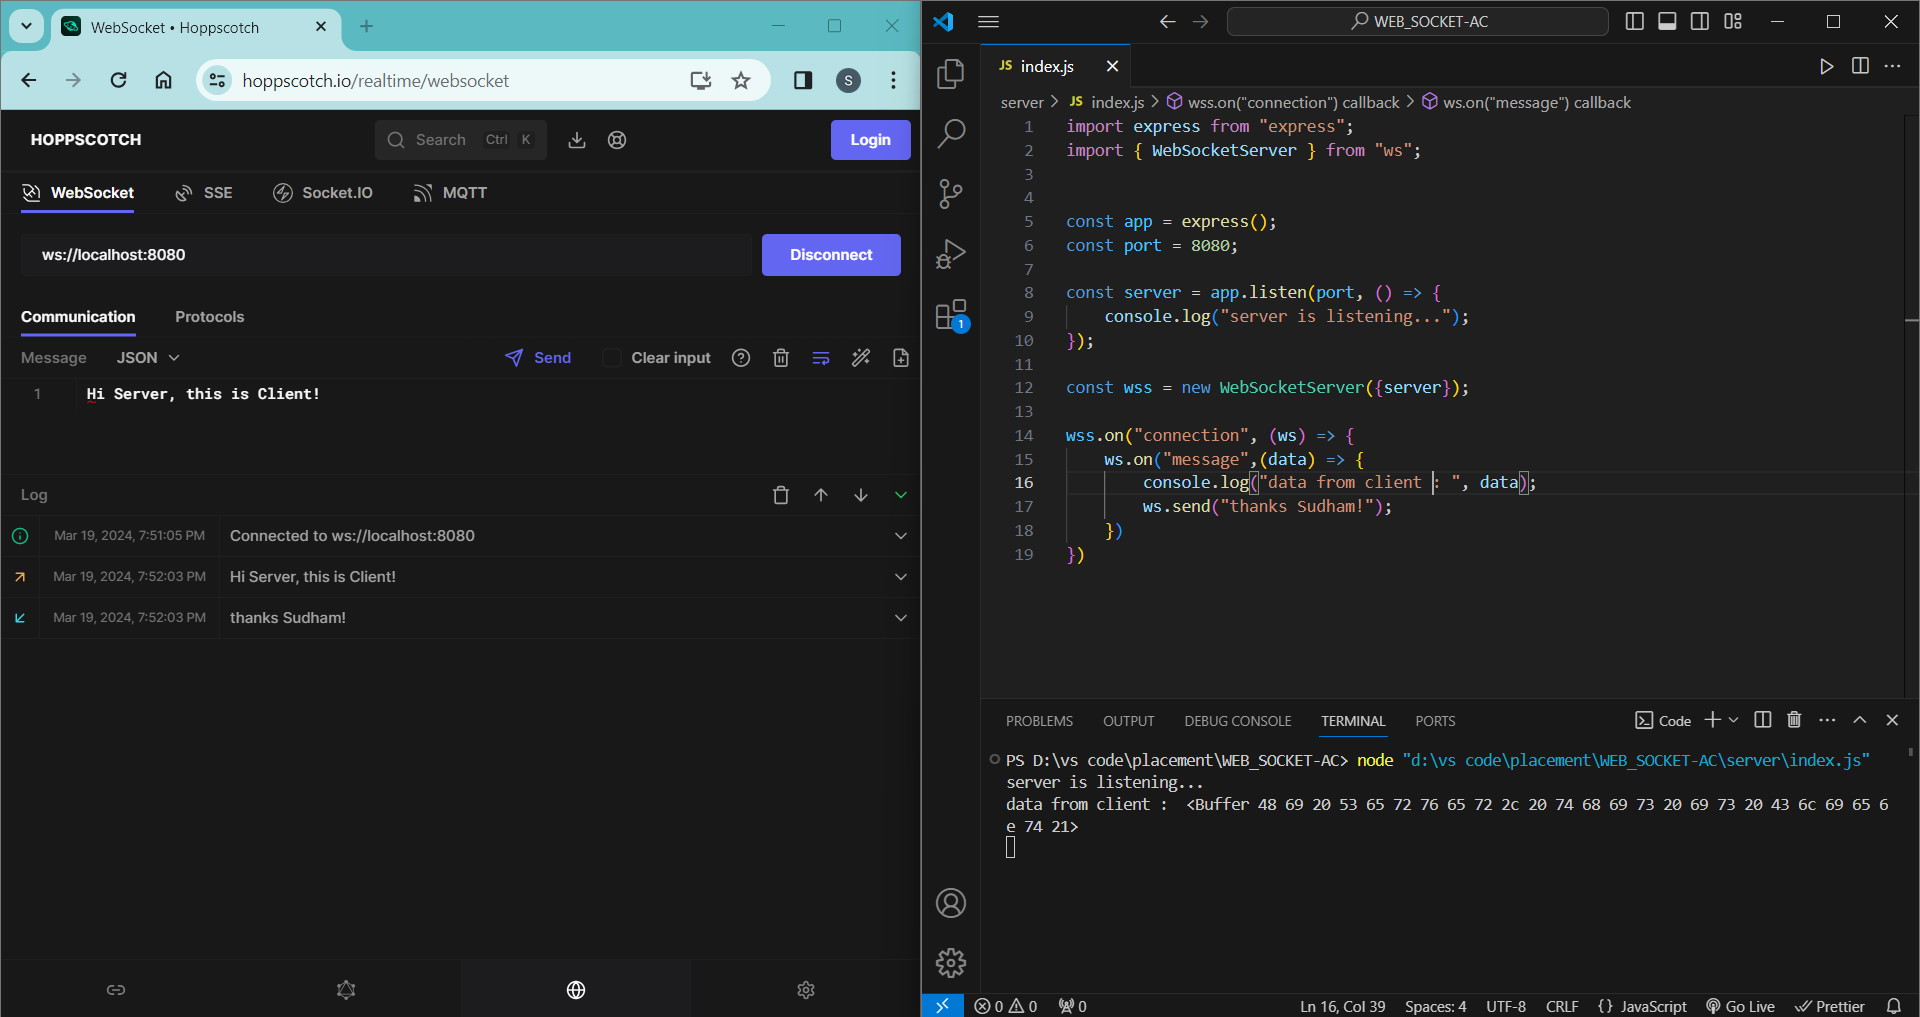 WebSocket • Hoppscotch
hoppscotch.io/realtime/websocket
S
HOPPSCOTCH
Search Ctrl K
Login
WebSocket SSE Socket.IO MQTT
ws://localhost:8080
Disconnect
Communication Protocols
Message JSON Send Clear input
1 Hi Server, this is Client!
Log
Mar 19, 2024, 7:51:05 PM Connected to ws://localhost:8080
Mar 19, 2024, 7:52:03 PM Hi Server, this is Client!
Mar 19, 2024, 7:52:03 PM thanks Sudham!
WEB_SOCKET-AC
JS index.js
server > JS index.js > wss.on("connection") callback > ws.on("message") callback
1 import express from "express";
2 import { WebSocketServer } from "ws";
3
4
5 const app = express();
6 const port = 8080;
7
8 const server = app.listen(port, () => {
9 console.log("server is listening...");
10 });
11
12 const wss = new WebSocketServer({server});
13
14 wss.on("connection", (ws) => {
15 ws.on("message",(data) => {
16 console.log("data from client : ", data);
17 ws.send("thanks Sudham!");
18 })
19 })
1
PROBLEMS OUTPUT DEBUG CONSOLE TERMINAL PORTS
Code
PS D:\vs code\placement\WEB_SOCKET-AC> node "d:\vs code\placement\WEB_SOCKET-AC\server\index.js"
server is listening...
data from client :  <Buffer 48 69 20 53 65 72 76 65 72 2c 20 74 68 69 73 20 69 73 20 43 6c 69 65 6
e 74 21>
0 0 0 Ln 16, Col 39 Spaces: 4 UTF-8 CRLF {} JavaScript Go Live Prettier